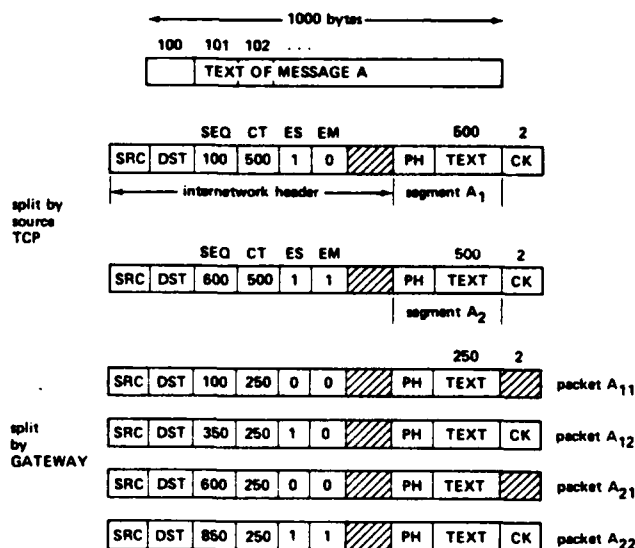 1000 bytes
100 101 102 ...
TEXT OF MESSAGE A
SEQ CT ES EM 500 2
SRC DST 100 500 1 0 PH TEXT CK
internetwork header segment A1
split by
source
TCP
SEQ CT ES EM 500 2
SRC DST 600 500 1 1 PH TEXT CK
segment A2
250 2
SRC DST 100 250 0 0 PH TEXT packet A11
split
by
GATEWAY
SRC DST 350 250 1 0 PH TEXT CK packet A12
SRC DST 600 250 0 0 PH TEXT packet A21
SRC DST 850 250 1 1 PH TEXT CK packet A22